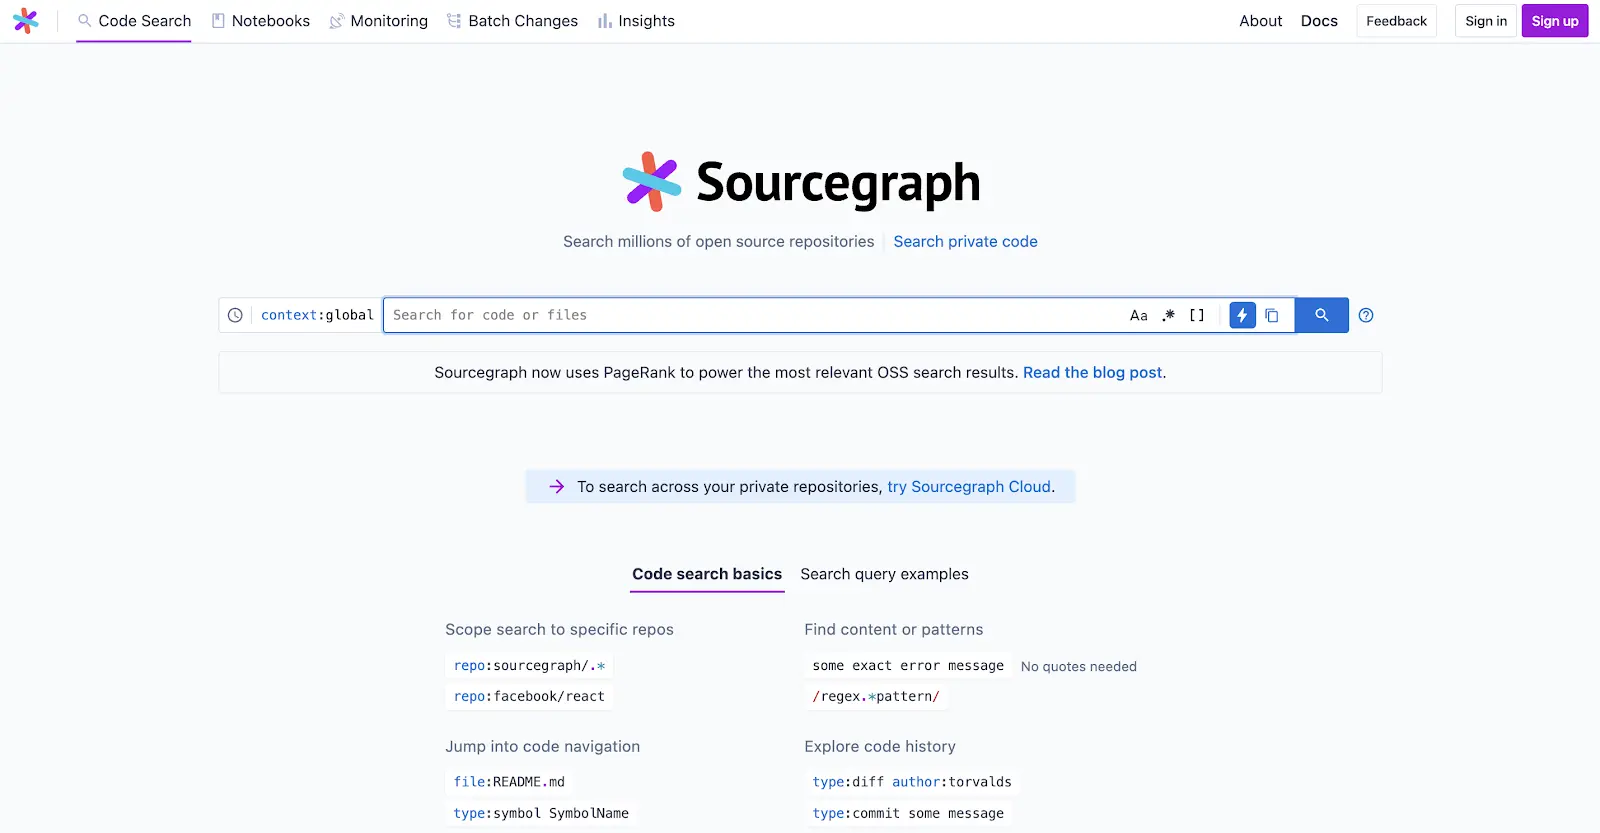 Code Search Notebooks Monitoring Batch Changes Insights About Docs Feedback Sign in Sign up
Sourcegraph
Search millions of open source repositories Search private code
context:global Search for code or files Aa .* []
Sourcegraph now uses PageRank to power the most relevant OSS search results. Read the blog post.
To search across your private repositories, try Sourcegraph Cloud.
Code search basics Search query examples
Scope search to specific repos
repo:sourcegraph/.*
repo:facebook/react
Find content or patterns
some exact error message No quotes needed
/regex.*pattern/
Jump into code navigation
file:README.md
type:symbol SymbolName
Explore code history
type:diff author:torvalds
type:commit some message